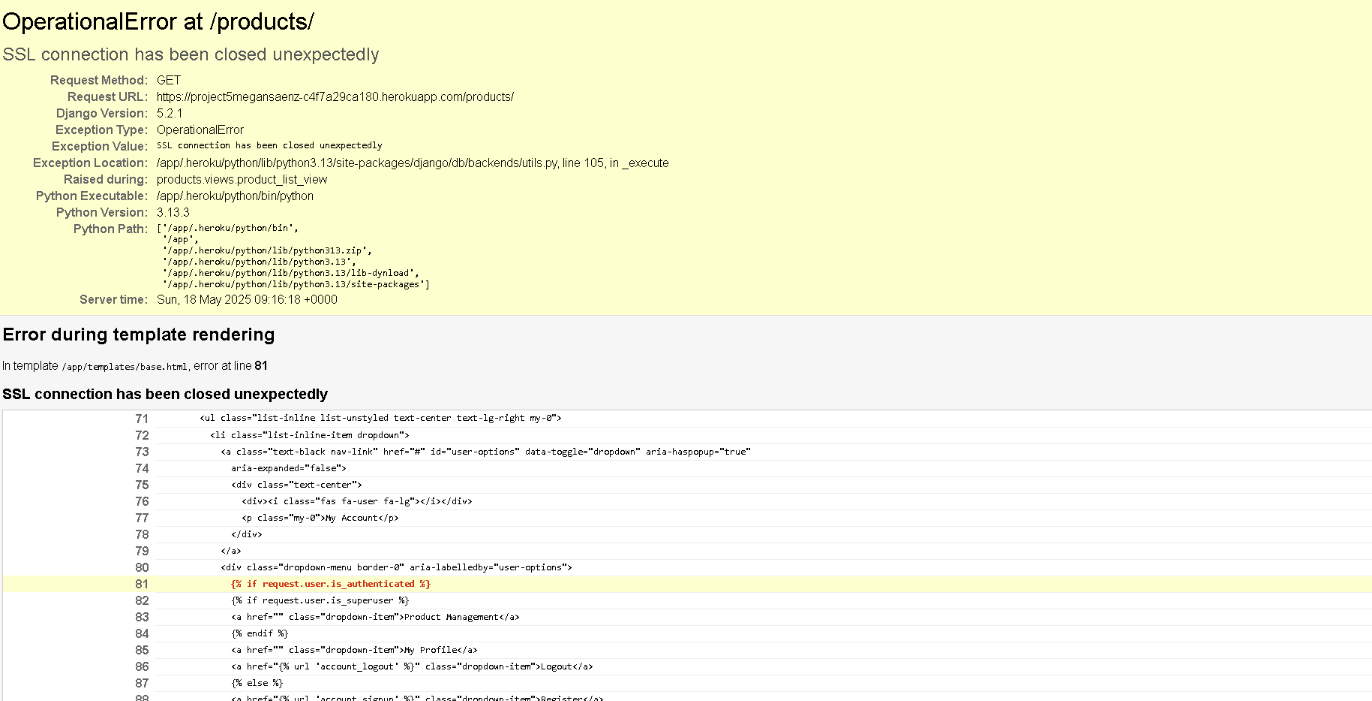 OperationalError at /products/
SSL connection has been closed unexpectedly
Request Method: GET
Request URL: https://project5megansaenz-c4f7a29ca180.herokuapp.com/products/
Django Version: 5.2.1
Exception Type: OperationalError
Exception Value: SSL connection has been closed unexpectedly
Exception Location: /app/.heroku/python/lib/python3.13/site-packages/django/db/backends/utils.py, line 105, in _execute
Raised during: products.views.product_list_view
Python Executable: /app/.heroku/python/bin/python
Python Version: 3.13.3
Python Path: ['/app/.heroku/python/bin',
'/app',
'/app/.heroku/python/lib/python313.zip',
'/app/.heroku/python/lib/python3.13',
'/app/.heroku/python/lib/python3.13/lib-dynload',
'/app/.heroku/python/lib/python3.13/site-packages']
Server time: Sun, 18 May 2025 09:16:18 +0000
Error during template rendering
In template /app/templates/base.html, error at line 81
SSL connection has been closed unexpectedly
71 <ul class="list-inline list-unstyled text-center text-lg-right my-0">
72 <li class="list-inline-item dropdown">
73 <a class="text-black nav-link" href="#" id="user-options" data-toggle="dropdown" aria-haspopup="true"
74 aria-expanded="false">
75 <div class="text-center">
76 <div><i class="fas fa-user fa-lg"></i></div>
77 <p class="my-0">My Account</p>
78 </div>
79 </a>
80 <div class="dropdown-menu border-0" aria-labelledby="user-options">
81 {% if request.user.is_authenticated %}
82 {% if request.user.is_superuser %}
83 <a href="" class="dropdown-item">Product Management</a>
84 {% endif %}
85 <a href="" class="dropdown-item">My Profile</a>
86 <a href="{% url 'account_logout' %}" class="dropdown-item">Logout</a>
87 {% else %}
88 <a href="{% url 'account_signup' %}" class="dropdown-item">Register</a>